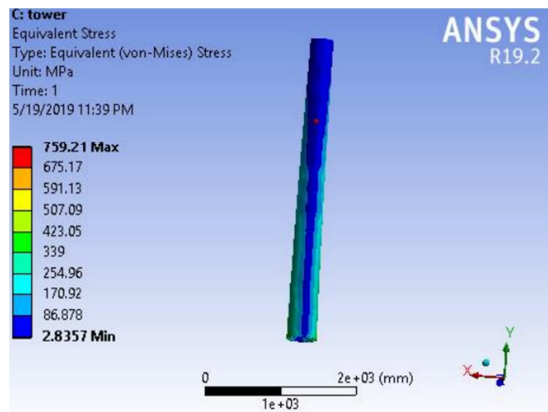 C: tower
Equivalent Stress
Type: Equivalent (von-Mises) Stress
Unit: MPa
Time: 1
5/19/2019 11:39 PM
759.21 Max
675.17
591.13
507.09
423.05
339
254.96
170.92
86.878
2.8357 Min
ANSYS
R19.2
0 2e+03 (mm)
1e+03
Y
X